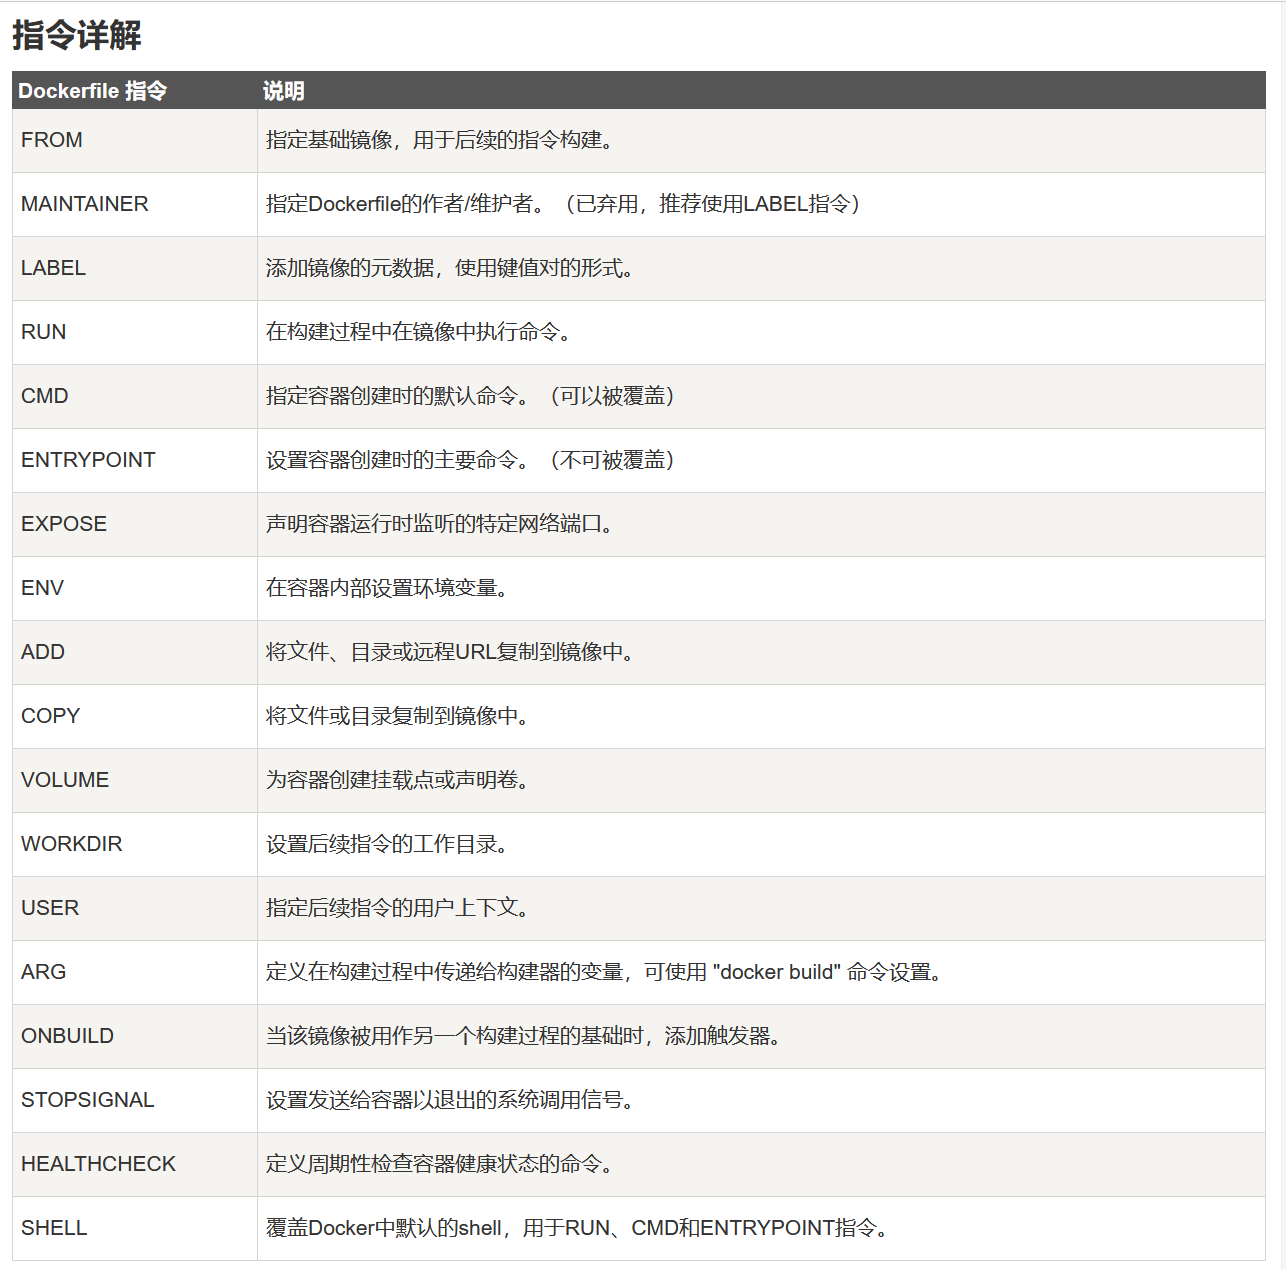 指令详解
Dockerfile 指令 说明
FROM 指定基础镜像，用于后续的指令构建。
MAINTAINER 指定Dockerfile的作者/维护者。（已弃用，推荐使用LABEL指令）
LABEL 添加镜像的元数据，使用键值对的形式。
RUN 在构建过程中在镜像中执行命令。
CMD 指定容器创建时的默认命令。（可以被覆盖）
ENTRYPOINT 设置容器创建时的主要命令。（不可被覆盖）
EXPOSE 声明容器运行时监听的特定网络端口。
ENV 在容器内部设置环境变量。
ADD 将文件、目录或远程URL复制到镜像中。
COPY 将文件或目录复制到镜像中。
VOLUME 为容器创建挂载点或声明卷。
WORKDIR 设置后续指令的工作目录。
USER 指定后续指令的用户上下文。
ARG 定义在构建过程中传递给构建器的变量，可使用 "docker build" 命令设置。
ONBUILD 当该镜像被用作另一个构建过程的基础时，添加触发器。
STOPSIGNAL 设置发送给容器以退出的系统调用信号。
HEALTHCHECK 定义周期性检查容器健康状态的命令。
SHELL 覆盖Docker中默认的shell，用于RUN、CMD和ENTRYPOINT指令。